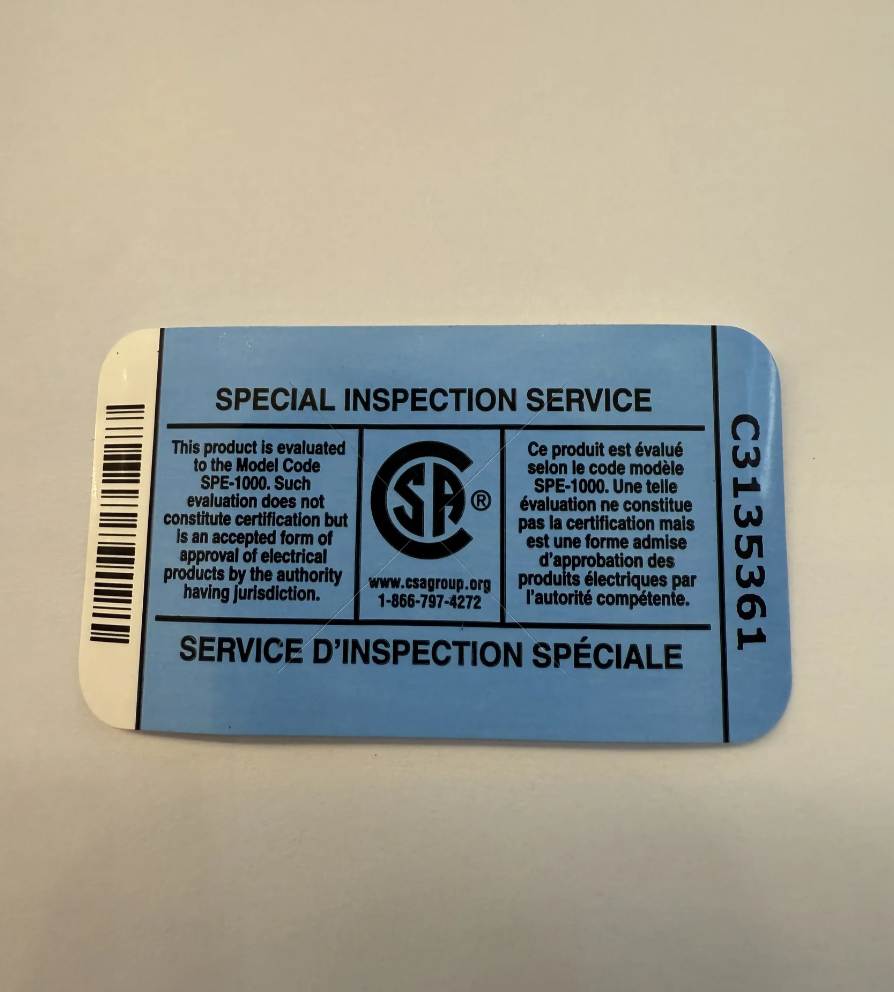 SPECIAL INSPECTION SERVICE
This product is evaluated
to the Model Code
SPE-1000. Such
evaluation does not
constitute certification but
is an accepted form of
approval of electrical
products by the authority
having jurisdiction.
CSA®
www.csagroup.org
1-866-797-4272
Ce produit est évalué
selon le code modèle
SPE-1000. Une telle
évaluation ne constitue
pas la certification mais
est une forme admise
d'approbation des
produits électriques par
l'autorité compétente.
SERVICE D'INSPECTION SPÉCIALE
C3135361